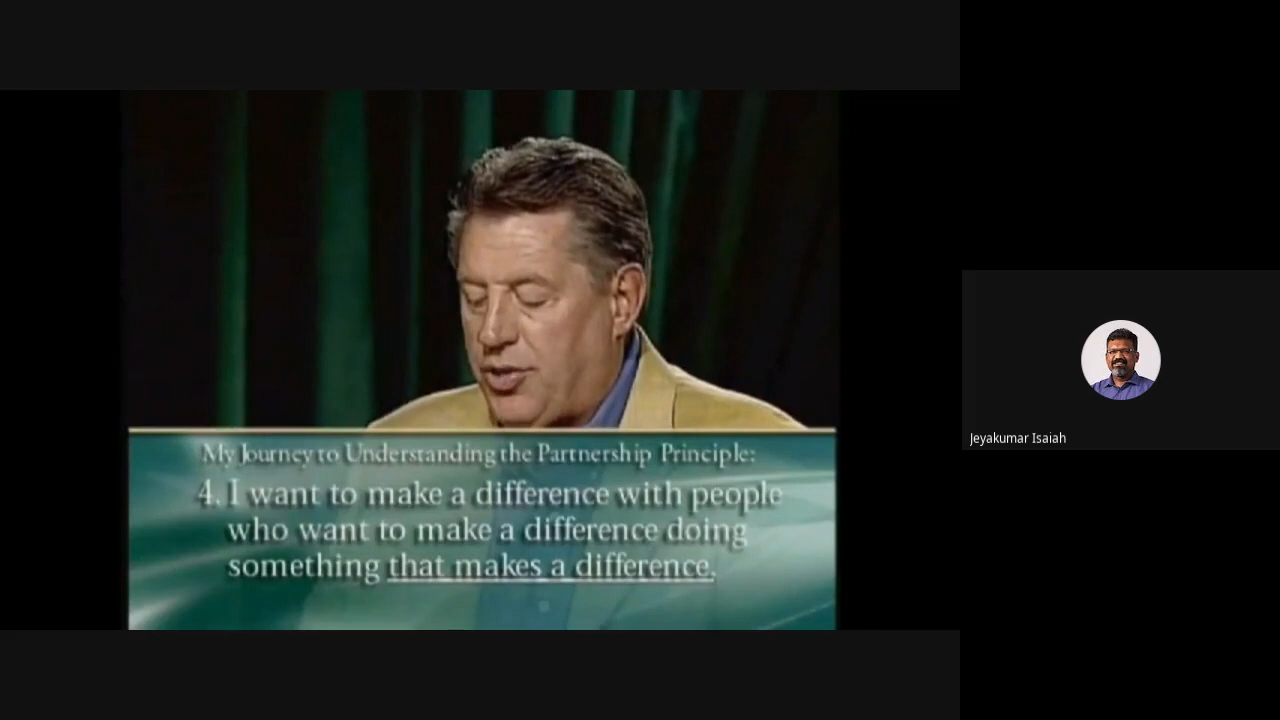 My Journey to Understanding the Partnership Principle:
4. I want to make a difference with people
who want to make a difference doing
something that makes a difference.
Jeyakumar Isaiah